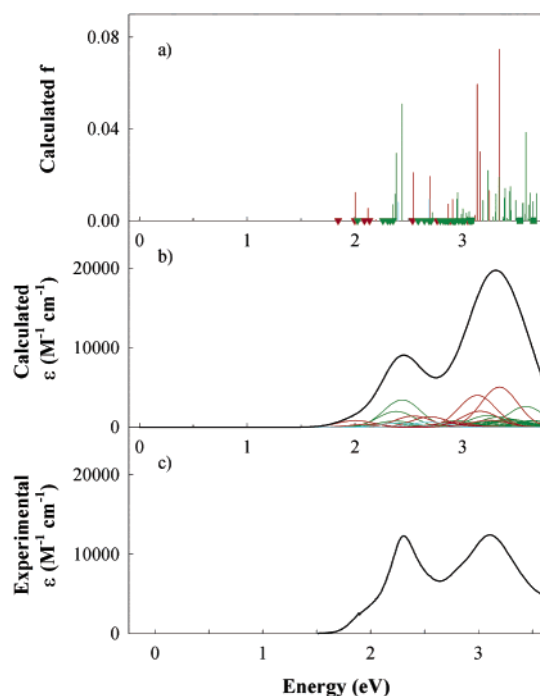 a)
Calculated f
0.08
0.04
0.00
0
1
2
3
b)
Calculated
ε (M⁻¹ cm⁻¹)
20000
10000
0
0
1
2
3
c)
Experimental
ε (M⁻¹ cm⁻¹)
20000
10000
0
0
1
2
3
Energy (eV)